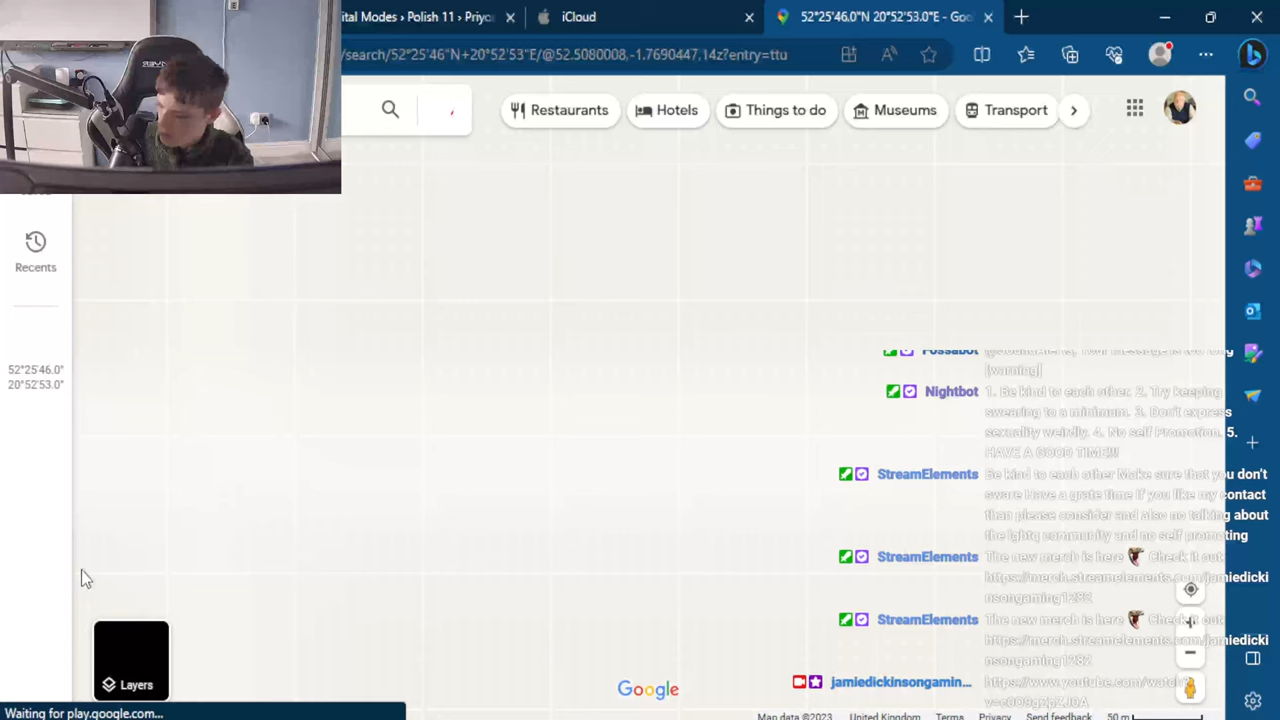 ital Modes › Polish 11 › Priyo
iCloud
52°25'46.0"N 20°52'53.0"E - Goo
/search/52°25'46"N+20°52'53"E/@52.5080008,-1.7690447,14z?entry=ttu
Restaurants
Hotels
Things to do
Museums
Transport
Recents
52°25'46.0"
20°52'53.0"
Fossabot
[warning]
Nightbot 1. Be kind to each other. 2. Try keeping
swearing to a minimum. 3. Don't express
sexuality weirdly. 4. No self Promotion. 5.
HAVE A GOOD TIME!!!
StreamElements Be kind to each other Make sure that you don't
sware Have a grate time If you like my contact
than please consider and also no talking about
the lgbtq community and no self promoting
StreamElements The new merch is here Check it out:
https://merch.streamelements.com/jamiedicki
nsongaming1282
StreamElements The new merch is here Check it out:
https://merch.streamelements.com/jamiedicki
nsongaming1282
jamiedickinsongamin... https://www.youtube.com/watch?
Layers
Google
Map data ©2023 United Kingdom Terms Privacy Send feedback 50 m
Waiting for play.google.com...